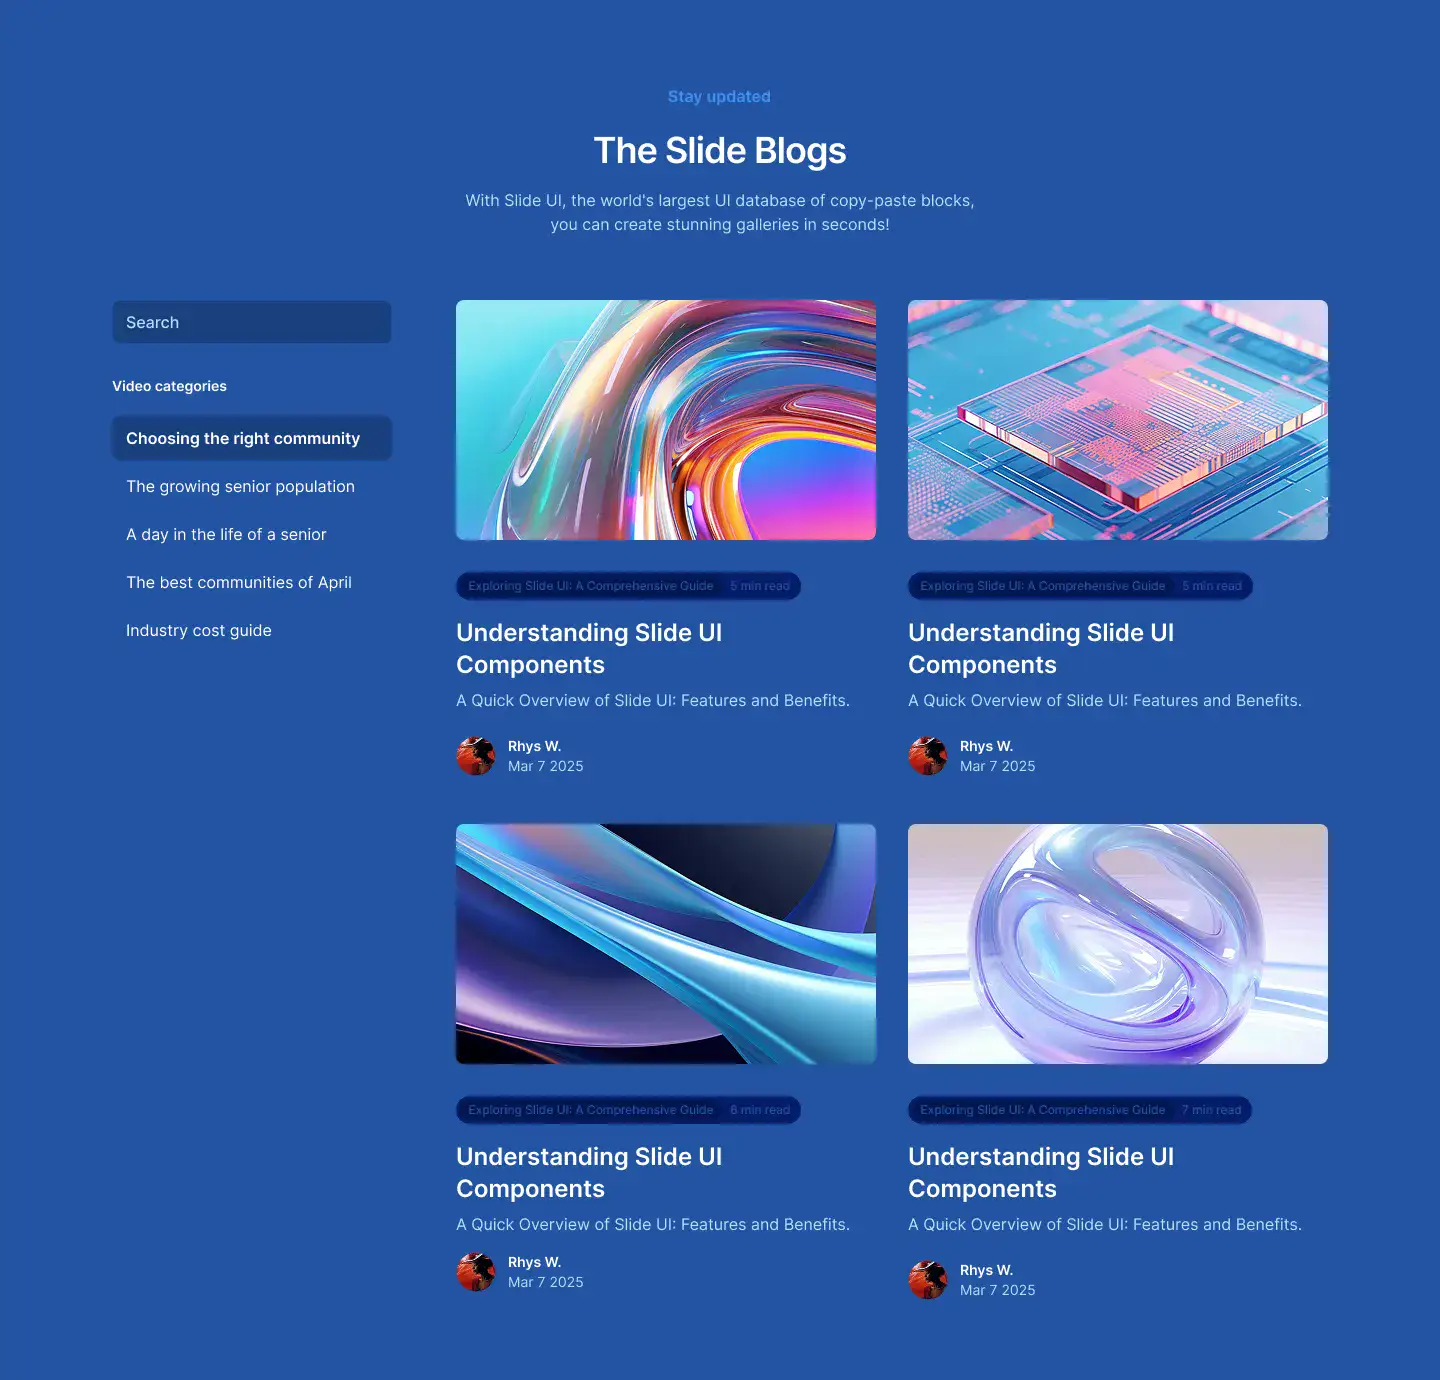 Stay updated
The Slide Blogs
With Slide UI, the world's largest UI database of copy-paste blocks,
you can create stunning galleries in seconds!
Search
Video categories
Choosing the right community
The growing senior population
A day in the life of a senior
The best communities of April
Industry cost guide
Exploring Slide UI: A Comprehensive Guide 5 min read
Understanding Slide UI
Components
A Quick Overview of Slide UI: Features and Benefits.
Rhys W.
Mar 7 2025
Exploring Slide UI: A Comprehensive Guide 5 min read
Understanding Slide UI
Components
A Quick Overview of Slide UI: Features and Benefits.
Rhys W.
Mar 7 2025
Exploring Slide UI: A Comprehensive Guide 6 min read
Understanding Slide UI
Components
A Quick Overview of Slide UI: Features and Benefits.
Rhys W.
Mar 7 2025
Exploring Slide UI: A Comprehensive Guide 7 min read
Understanding Slide UI
Components
A Quick Overview of Slide UI: Features and Benefits.
Rhys W.
Mar 7 2025